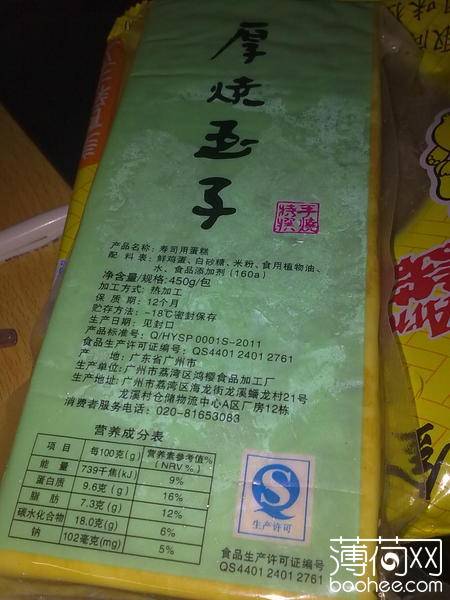 厚焼玉子
手焼
特撰
产品名称: 寿司用蛋糕
配 料 表: 鲜鸡蛋、白砂糖、米粉、食用植物油、
水、食品添加剂(160a)
净含量/规格:450g/包
加工方式: 热加工
保 质 期: 12个月
贮存方法: -18℃密封保存
生产日期: 见封口
产品标准号: Q/HYSP 0001S-2011
食品生产许可证编号: QS4401 2401 2761
产 地: 广东省广州市
生产单位: 广州市荔湾区鸿樱食品加工厂
生产地址: 广州市荔湾区海龙街龙溪蟠龙村21号
龙溪村仓储物流中心A区厂房12栋
消费者服务电话: 020-81653083
营养成分表
项目 每100克(g) 营养素参考值%(NRV%)
能 量 739千焦(kJ) 9%
蛋白质 9.6克(g) 16%
脂 肪 7.3克(g) 12%
碳水化合物 18.0克(g) 6%
钠 102毫克(mg) 5%
QS
生产许可
食品生产许可证编号
QS4401 2401 2761
薄荷网
boohee.com